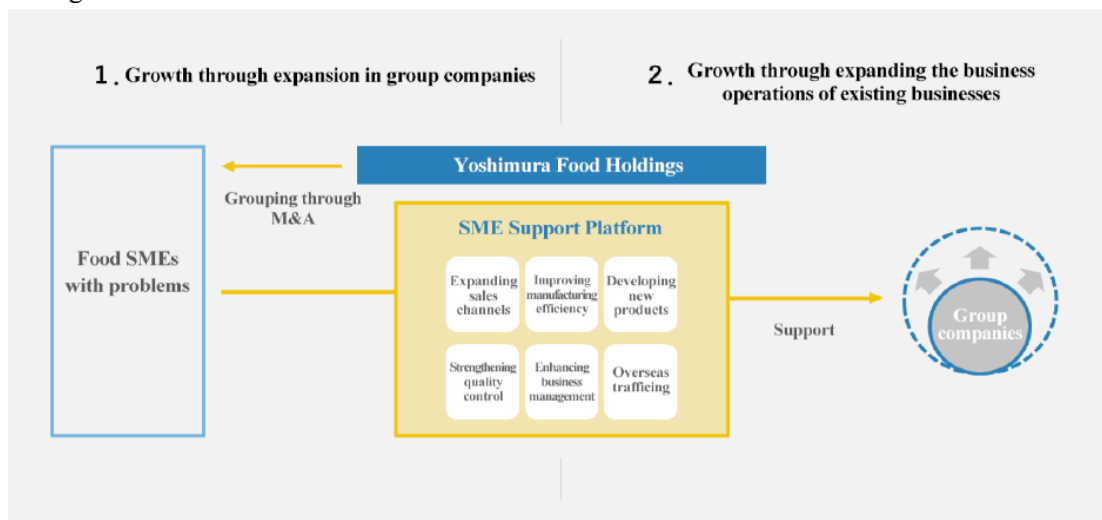 1. Growth through expansion in group companies
2. Growth through expanding the business
operations of existing businesses
Yoshimura Food Holdings
Grouping through
M&A
Food SMEs
with problems
SME Support Platform
Expanding
sales
channels
Improving
manufacturing
efficiency
Developing
new
products
Strengthening
quality
control
Enhancing
business
management
Overseas
trafficing
Support
Group
companies